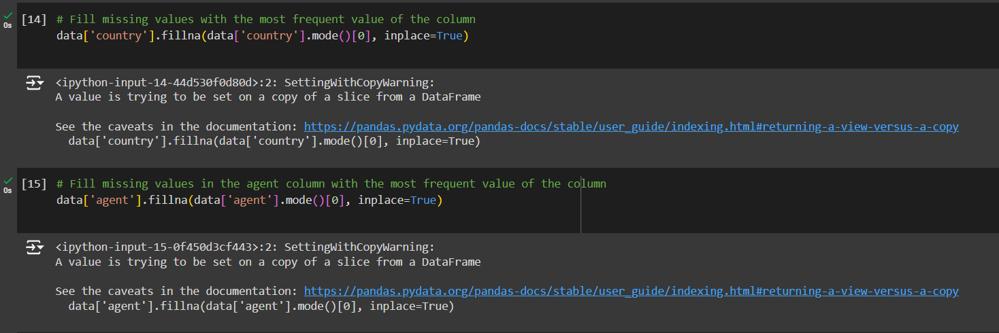 [14] # Fill missing values with the most frequent value of the column
data['country'].fillna(data['country'].mode()[0], inplace=True)
0s
<ipython-input-14-44d530f0d80d>:2: SettingWithCopyWarning:
A value is trying to be set on a copy of a slice from a DataFrame
See the caveats in the documentation: https://pandas.pydata.org/pandas-docs/stable/user_guide/indexing.html#returning-a-view-versus-a-copy
data['country'].fillna(data['country'].mode()[0], inplace=True)
[15] # Fill missing values in the agent column with the most frequent value of the column
0s
data['agent'].fillna(data['agent'].mode()[0], inplace=True)
<ipython-input-15-0f450d3cf443>:2: SettingWithCopyWarning:
A value is trying to be set on a copy of a slice from a DataFrame
See the caveats in the documentation: https://pandas.pydata.org/pandas-docs/stable/user_guide/indexing.html#returning-a-view-versus-a-copy
data['agent'].fillna(data['agent'].mode()[0], inplace=True)